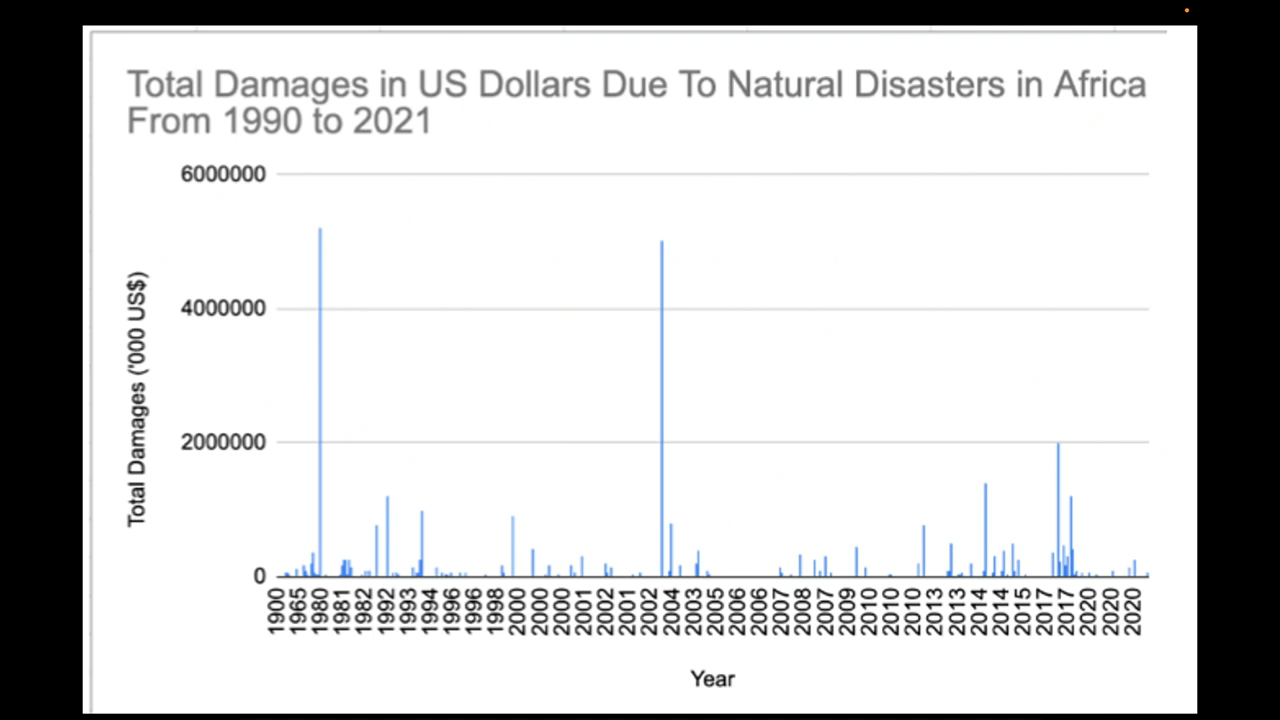 Total Damages in US Dollars Due To Natural Disasters in Africa
From 1990 to 2021
Total Damages ('000 US$)
6000000
4000000
2000000
0
1900 1965 1980 1981 1982 1992 1993 1994 1996 1996 1998 2000 2000 2001 2001 2002 2001 2002 2004 2005 2006 2006 2007 2008 2007 2009 2010 2010 2010 2013 2013 2014 2014 2015 2017 2017 2020 2020 2020
Year